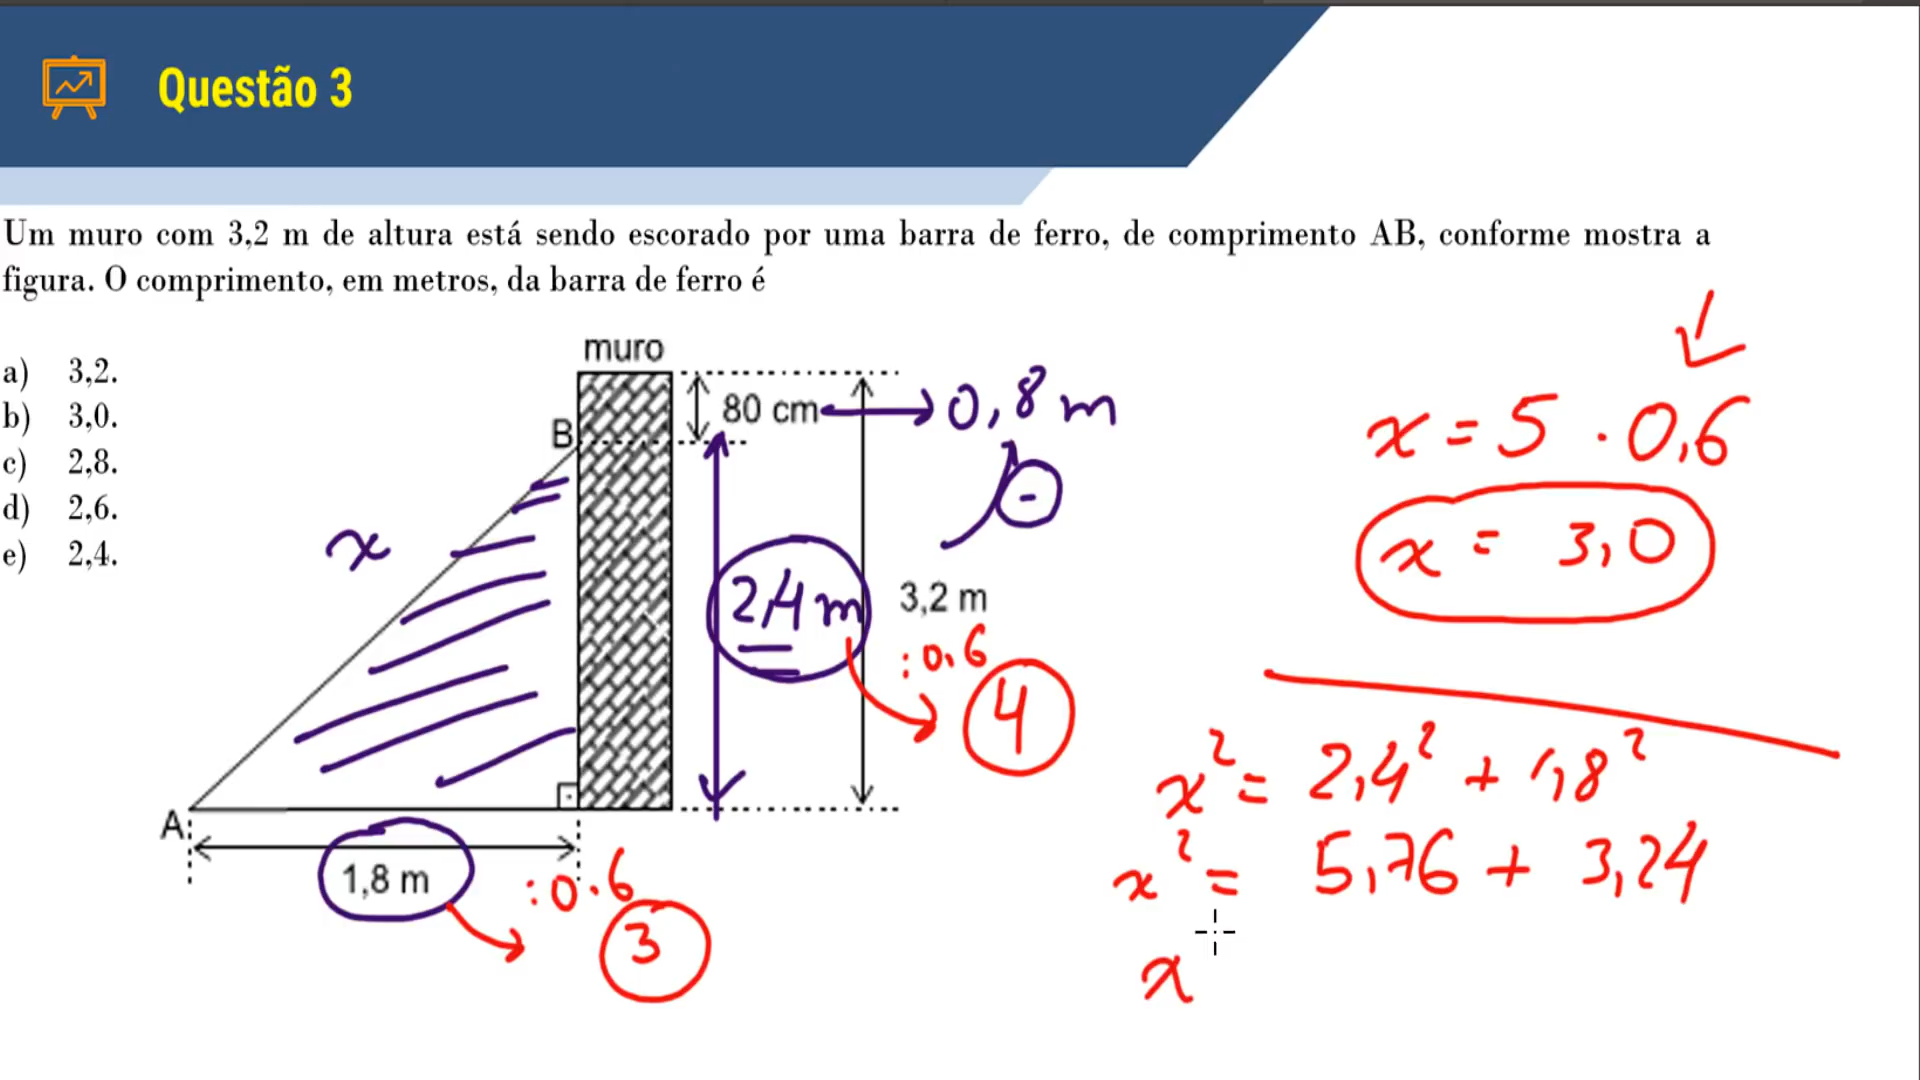 Questão 3
Um muro com 3,2 m de altura está sendo escorado por uma barra de ferro, de comprimento AB, conforme mostra a
figura. O comprimento, em metros, da barra de ferro é
a) 3,2.
b) 3,0.
c) 2,8.
d) 2,6.
e) 2,4.
muro
80 cm
0,8 m
B
-
x
2,4 m
3,2 m
:0,6
4
A
1,8 m
:0,6
3
x = 5 . 0,6
x = 3,0
x² = 2,4² + 1,8²
x² = 5,76 + 3,24
x